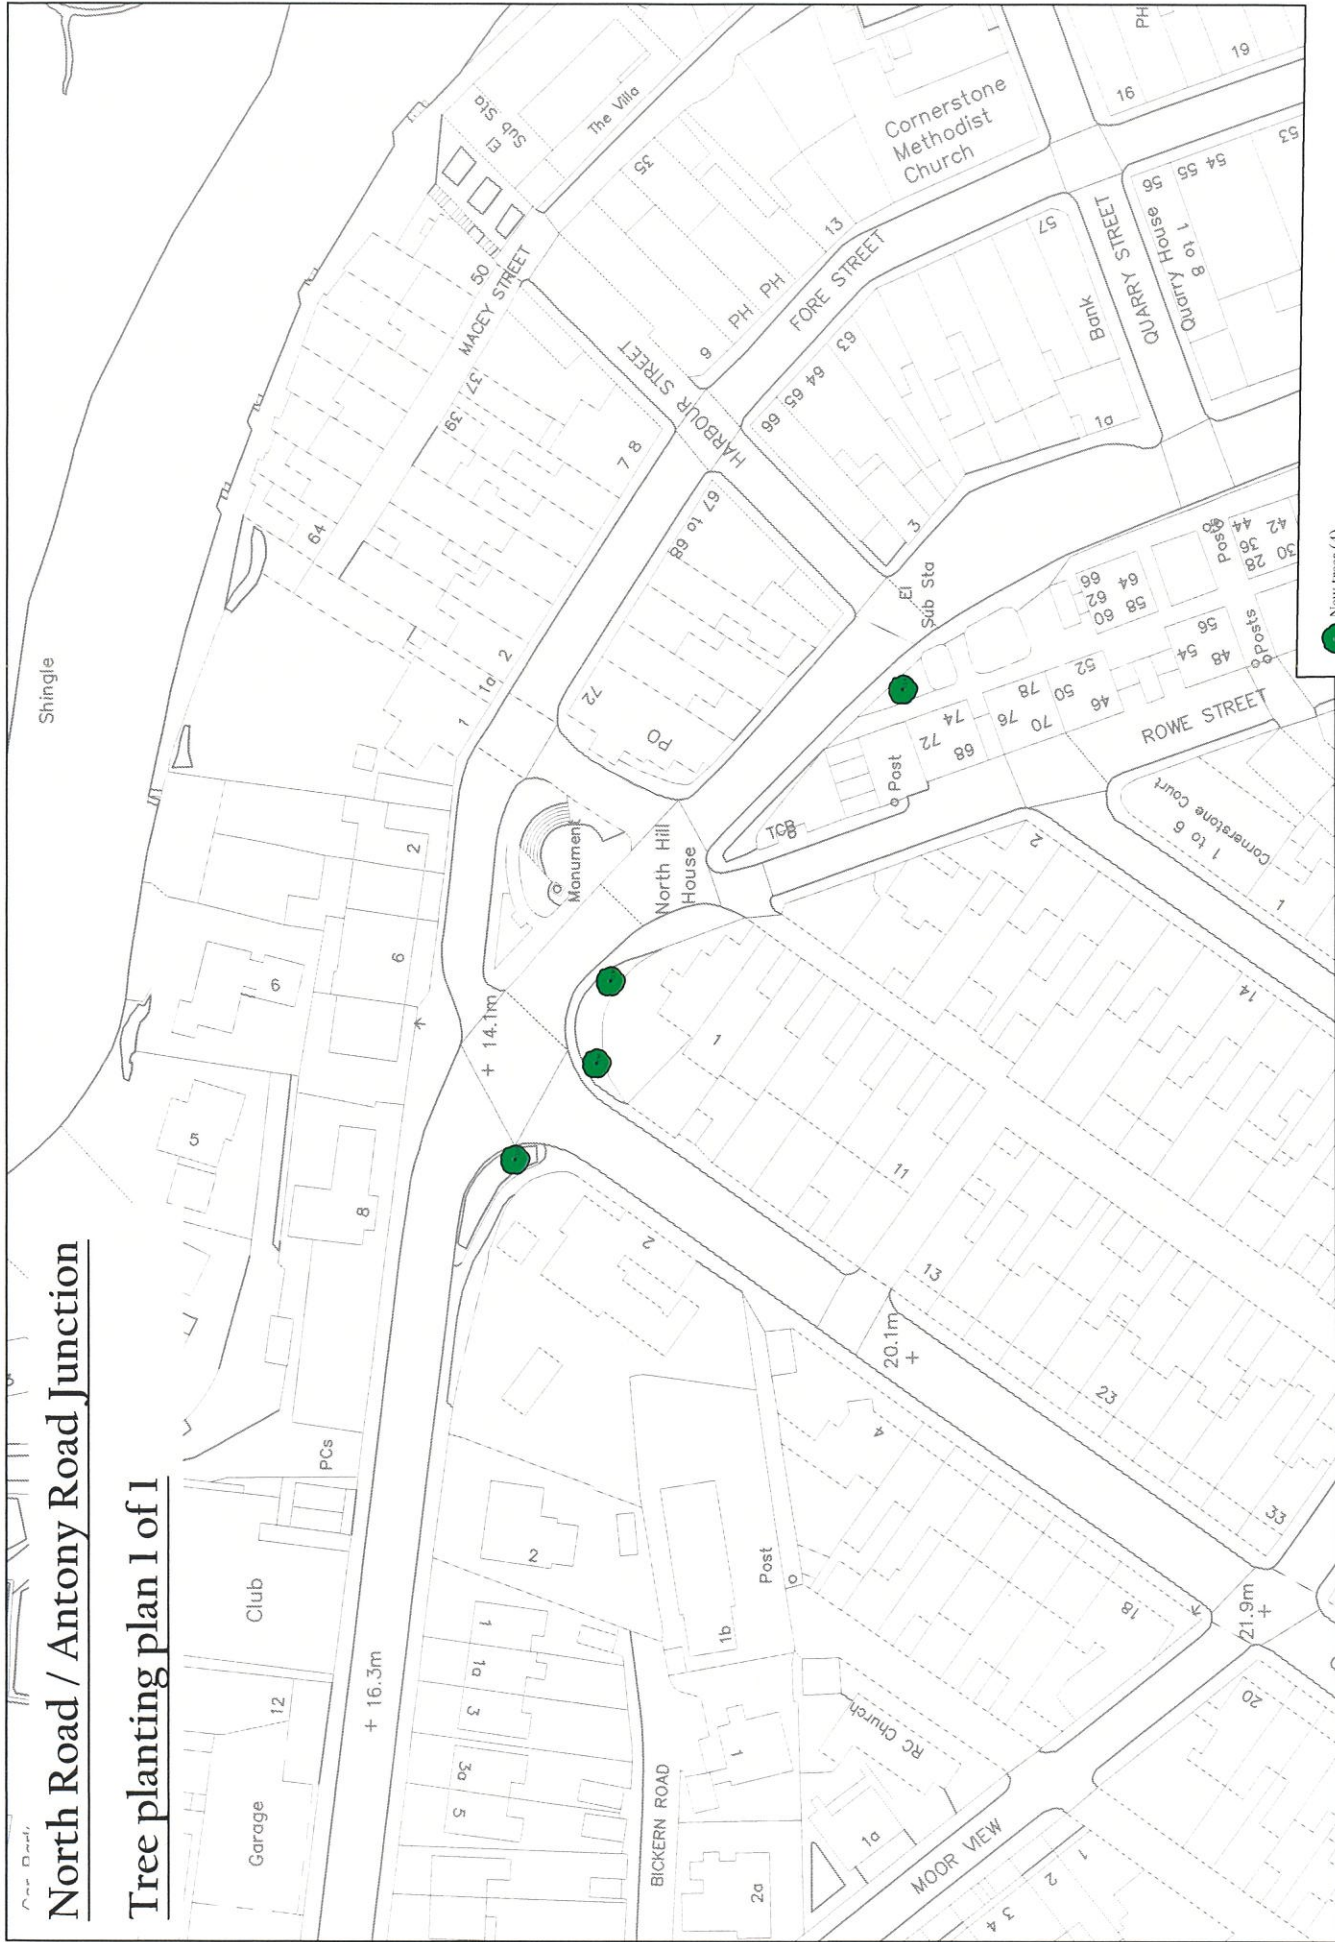 North Road / Antony Road Junction
Tree planting plan 1 of 1
Shingle
Garage
12
Club
PCs
+ 16.3m
8
5
6
6
2
+ 14.1m
Monument
North Hill
House
1
1a
2
64
39
37
MACEY STREET
50
El
Sub Sta
The Villa
35
7 8
HARBOUR STREET
72
PO
67 to 68
66
65
64
63
6
PH
PH
13
FORE STREET
Cornerstone
Methodist
Church
PH
16
19
57
Bank
1a
3
QUARRY STREET
56
Quarry House
1 to 8
55
54
53
El
Sub Sta
TCB
Post
72
74
68
76
78
70
50
52
46
66
62
64
60
58
54
56
48
Posts
Posts
44
42
36
28
30
ROWE STREET
Cornerstone Court
1 to 6
1
2
14
1
11
13
23
33
20.1m
+
2
4
18
21.9m
+
20
2
1
1a
3
3a
5
1b
Post
1
2a
BICKERN ROAD
RC Church
1a
MOOR VIEW
1
2
3 4
New trees (4)